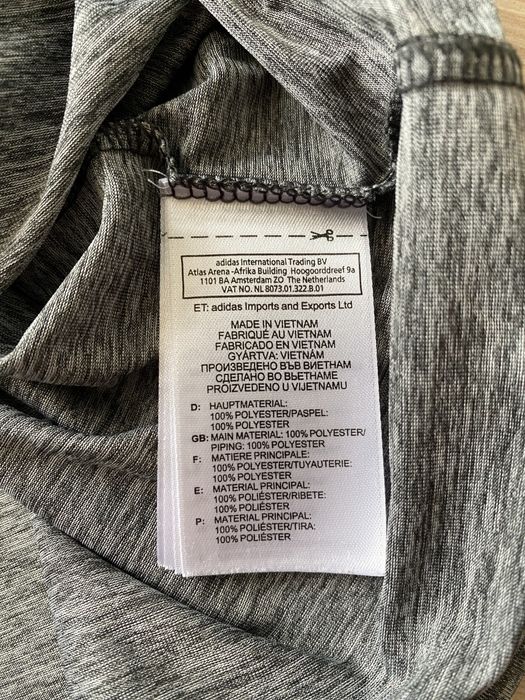 adidas International Trading BV
Atlas Arena -Afrika Building Hoogoorddreef 9a
1101 BA Amsterdam ZO The Netherlands
VAT NO. NL 8073.01.322.B.01
ET: adidas Imports and Exports Ltd
MADE IN VIETNAM
FABRIQUÉ AU VIETNAM
FABRICADO EN VIETNAM
GYÁRTVA: VIETNÁM
ПРОИЗВЕДЕНО ВЪВ ВИЕТНАМ
СДЕЛАНО ВО ВЬЕТНАМЕ
PROIZVEDENO U VIJETNAMU
D: HAUPTMATERIAL:
100% POLYESTER/PASPEL:
100% POLYESTER
GB: MAIN MATERIAL: 100% POLYESTER/
PIPING: 100% POLYESTER
F: MATIERE PRINCIPALE:
100% POLYESTER/TUYAUTERIE:
100% POLYESTER
E: MATERIAL PRINCIPAL:
100% POLIÉSTER/RIBETE:
100% POLIÉSTER
P: MATERIAL PRINCIPAL:
100% POLIÉSTER/TIRA:
100% POLIÉSTER